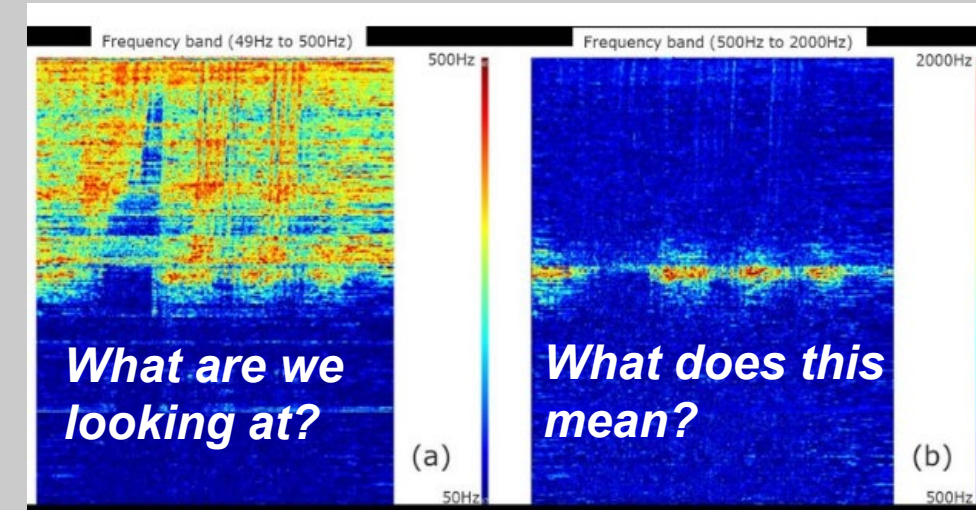 Frequency band (49Hz to 500Hz)
500Hz
What are we
looking at?
(a)
50Hz
Frequency band (500Hz to 2000Hz)
2000Hz
What does this
mean?
(b)
500Hz